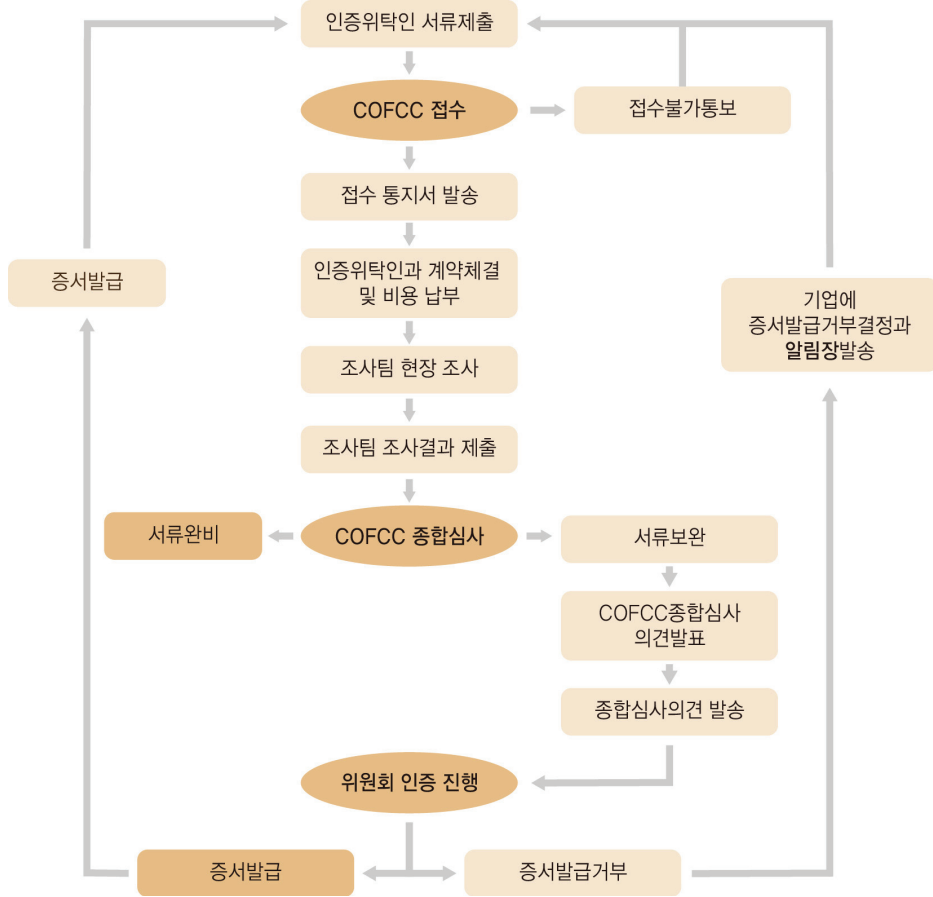 인증위탁인 서류제출
COFCC 접수
접수불가통보
접수 통지서 발송
인증위탁인과 계약체결
및 비용 납부
증서발급
기업에
증서발급거부결정과
알림장발송
조사팀 현장 조사
조사팀 조사결과 제출
서류완비
COFCC 종합심사
서류보완
COFCC종합심사
의견발표
종합심사의견 발송
위원회 인증 진행
증서발급
증서발급거부